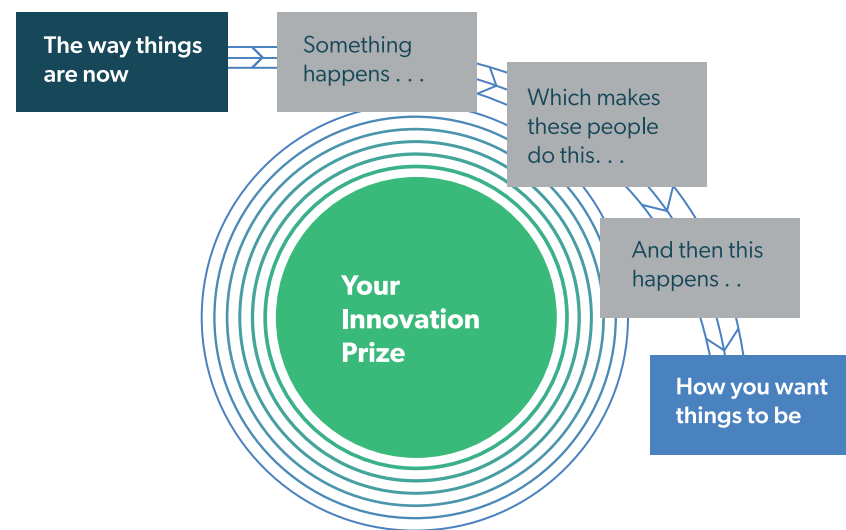 The way things
are now
Something
happens . . .
Which makes
these people
do this. . .
And then this
happens . .
How you want
things to be
Your
Innovation
Prize